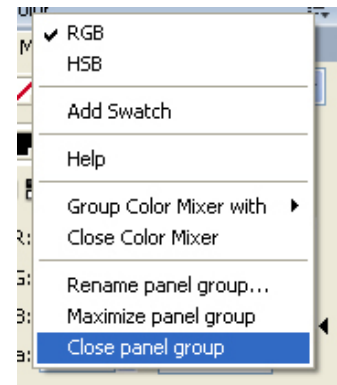 RGB
HSB
Add Swatch
Help
Group Color Mixer with
Close Color Mixer
Rename panel group...
Maximize panel group
Close panel group
M
R:
G:
B:
a: